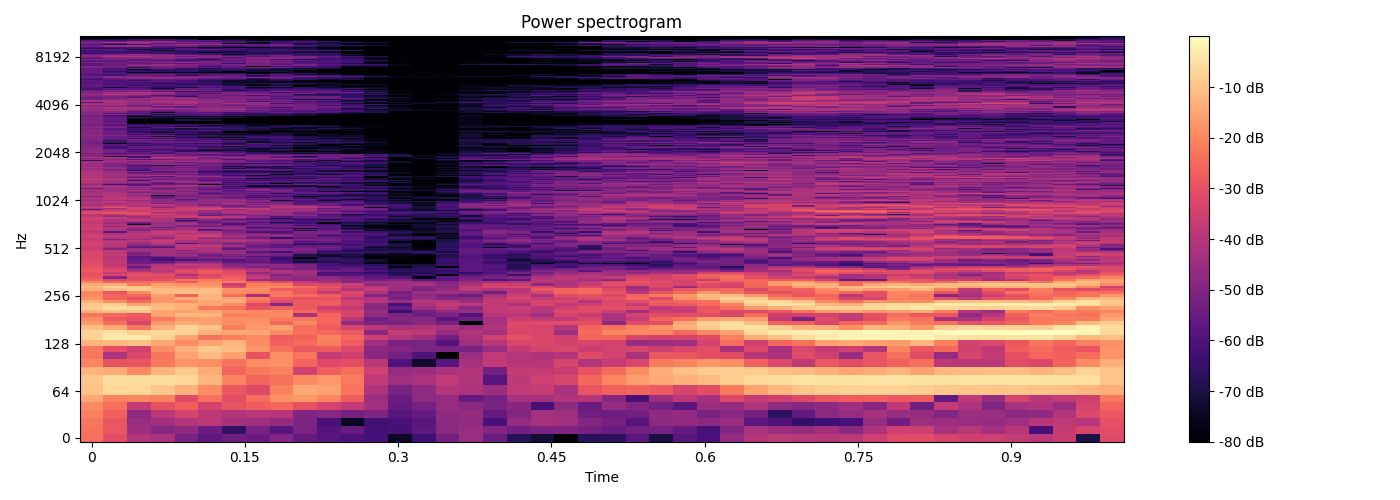 Power spectrogram
Hz
8192
4096
2048
1024
512
256
128
64
0
0 0.15 0.3 0.45 0.6 0.75 0.9
Time
-10 dB
-20 dB
-30 dB
-40 dB
-50 dB
-60 dB
-70 dB
-80 dB